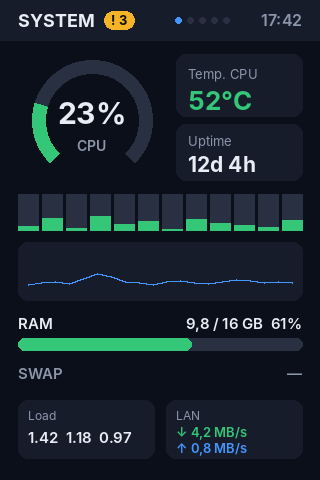 SYSTEM ! 3 17:42
23%
CPU
Temp. CPU
52°C
Uptime
12d 4h
RAM 9,8 / 16 GB 61%
SWAP —
Load
1.42 1.18 0.97
LAN
↓ 4,2 MB/s
↑ 0,8 MB/s